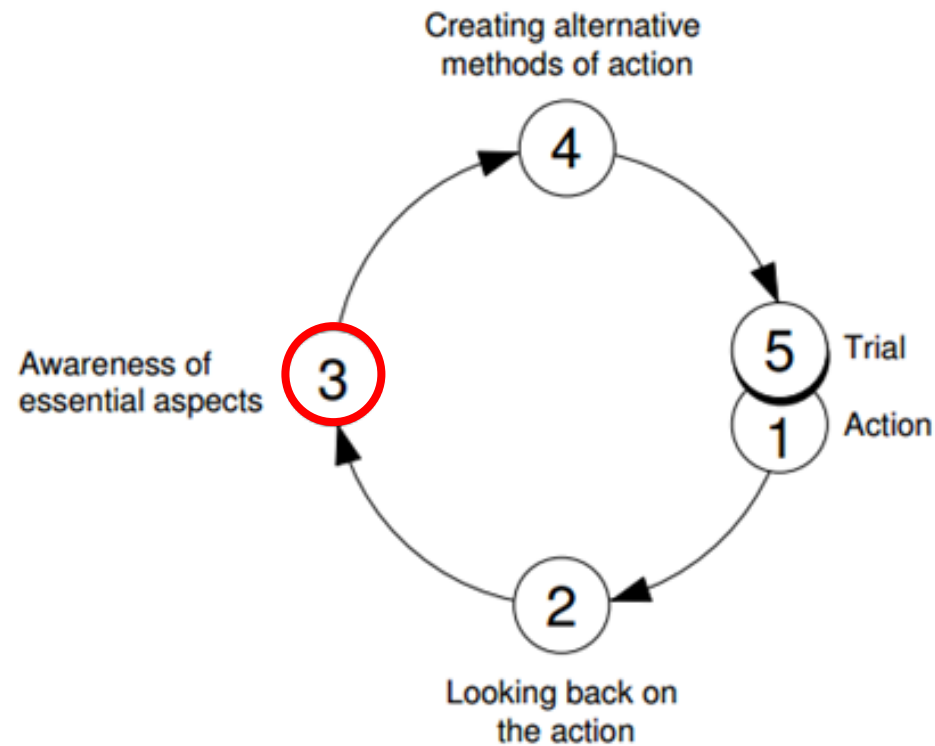 Creating alternative
methods of action
4
5
Trial
Awareness of
essential aspects
3
1
Action
2
Looking back on
the action